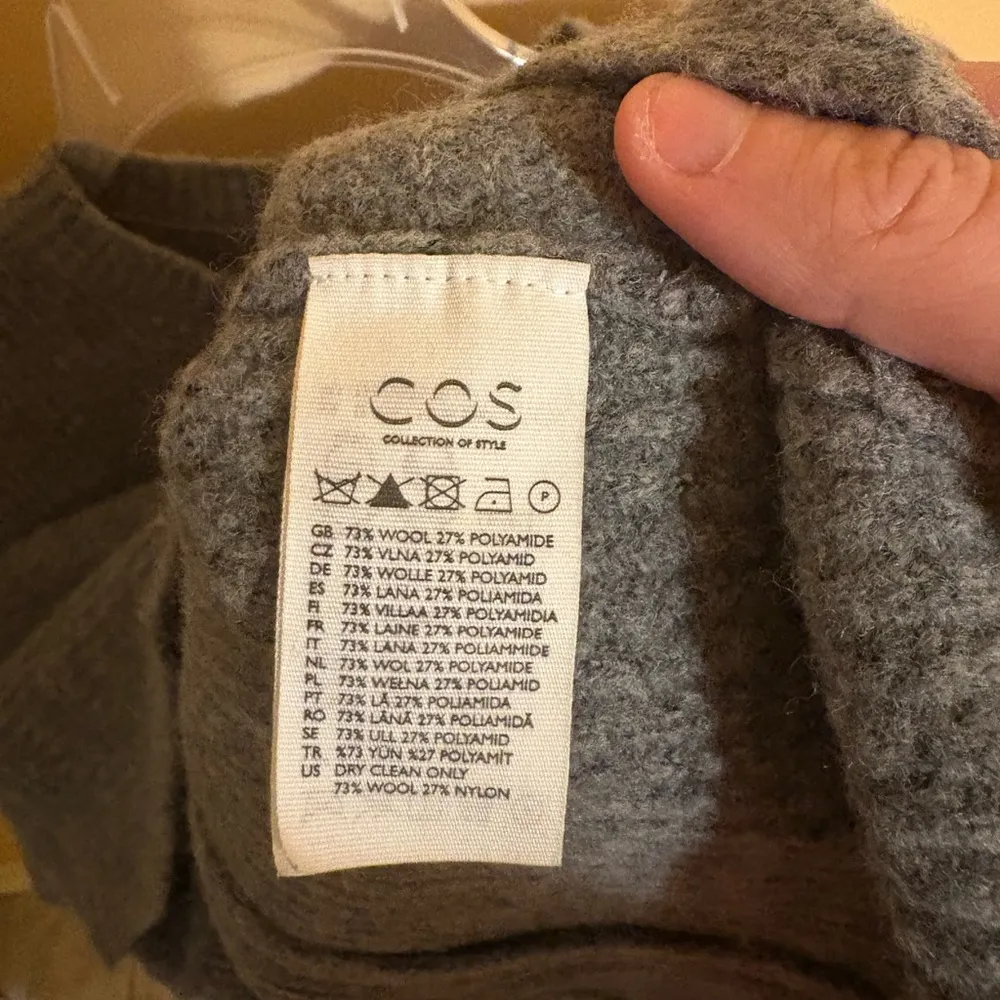 COS
COLLECTION OF STYLE
P
GB 73% WOOL 27% POLYAMIDE
CZ 73% VLNA 27% POLYAMID
DE 73% WOLLE 27% POLYAMID
ES 73% LANA 27% POLIAMIDA
FI 73% VILLAA 27% POLYAMIDIA
FR 73% LAINE 27% POLYAMIDE
IT 73% LANA 27% POLIAMMIDE
NL 73% WOL 27% POLYAMIDE
PL 73% WEŁNA 27% POLIAMID
PT 73% LÃ 27% POLIAMIDA
RO 73% LÂNĂ 27% POLIAMIDĂ
SE 73% ULL 27% POLYAMID
TR %73 YÜN %27 POLYAMİT
US DRY CLEAN ONLY
73% WOOL 27% NYLON